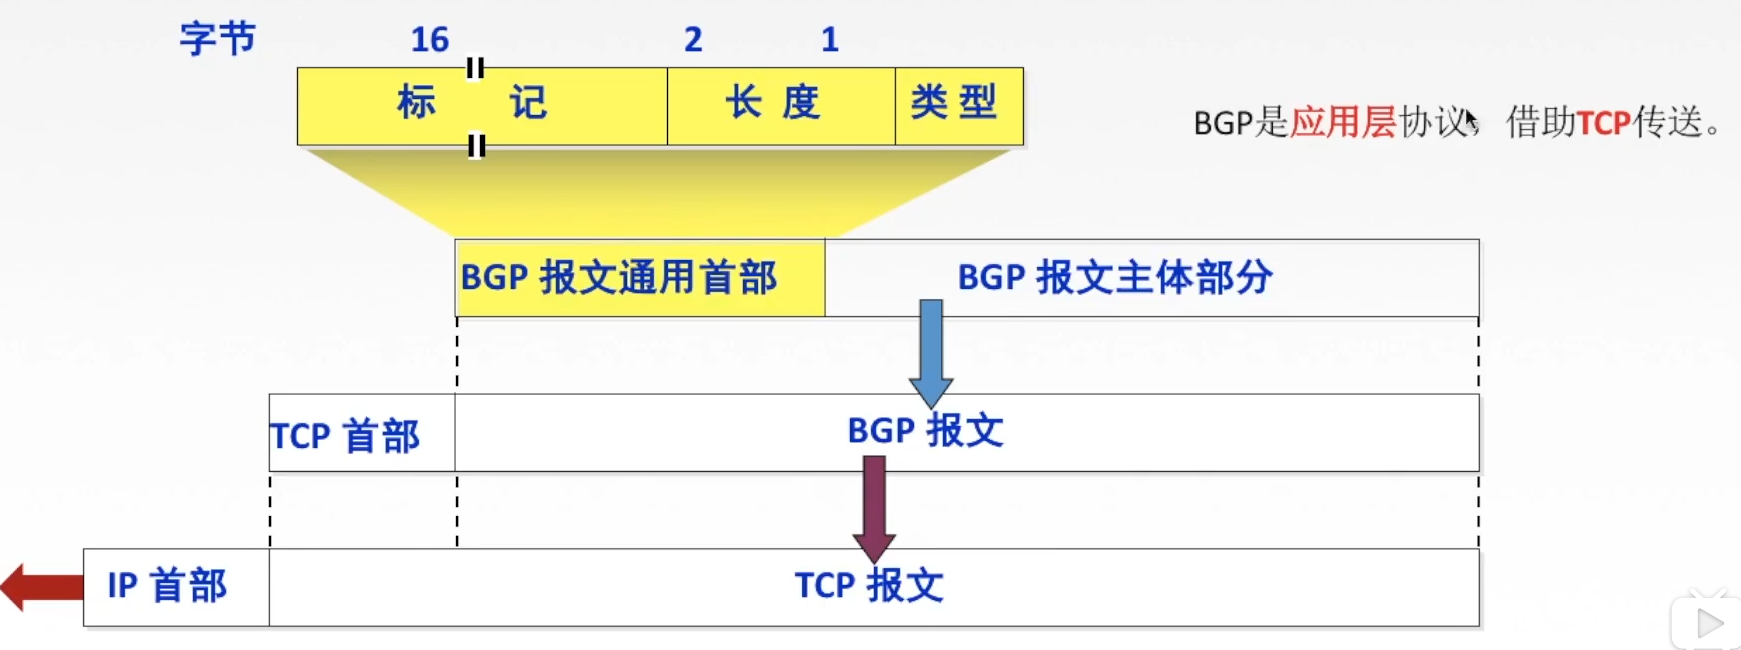 字节 16 2 1
标 记 长 度 类 型
BGP是应用层协议，借助TCP传送。
BGP 报文通用首部 BGP 报文主体部分
TCP 首部 BGP 报文
IP 首部 TCP 报文